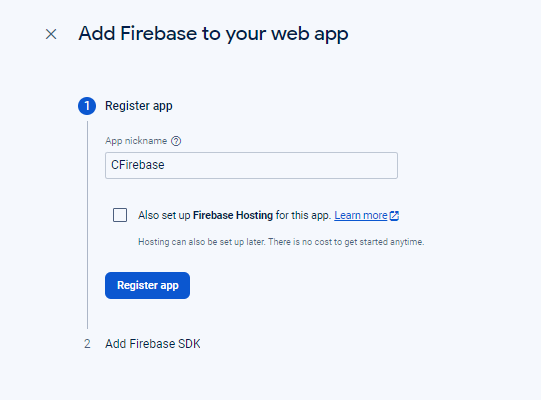 Add Firebase to your web app
1 Register app
App nickname
CFirebase
Also set up Firebase Hosting for this app. Learn more
Hosting can also be set up later. There is no cost to get started anytime.
Register app
2 Add Firebase SDK